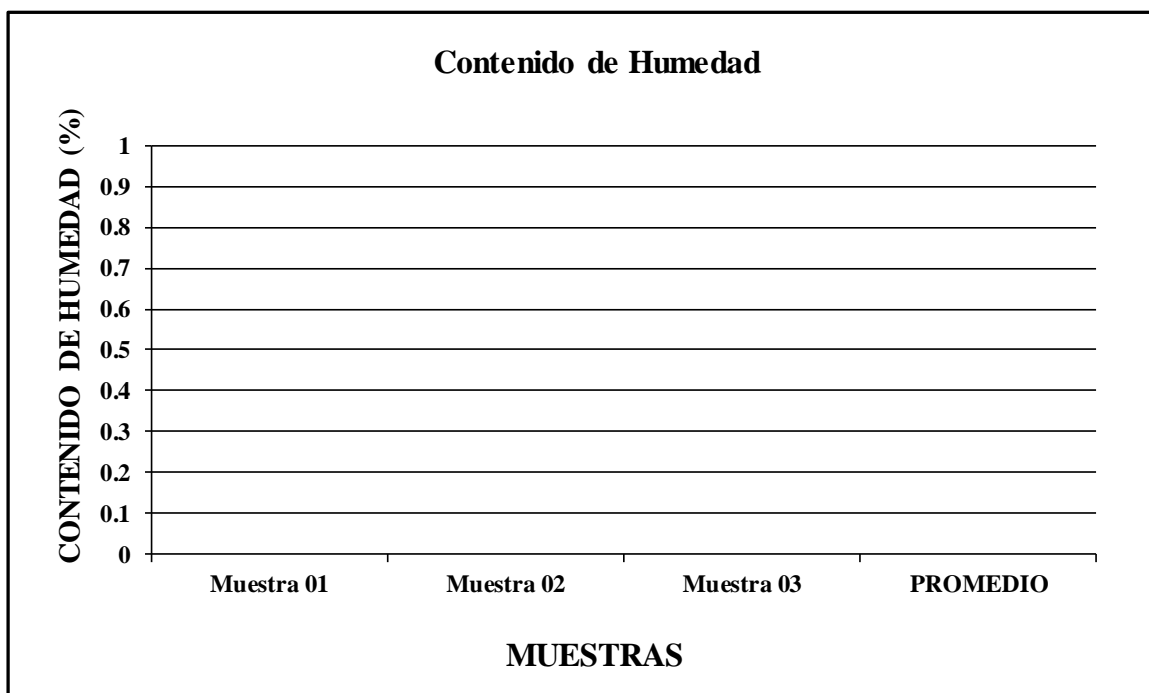 Contenido de Humedad
CONTENIDO DE HUMEDAD (%)
1
0.9
0.8
0.7
0.6
0.5
0.4
0.3
0.2
0.1
0
Muestra 01 Muestra 02 Muestra 03 PROMEDIO
MUESTRAS